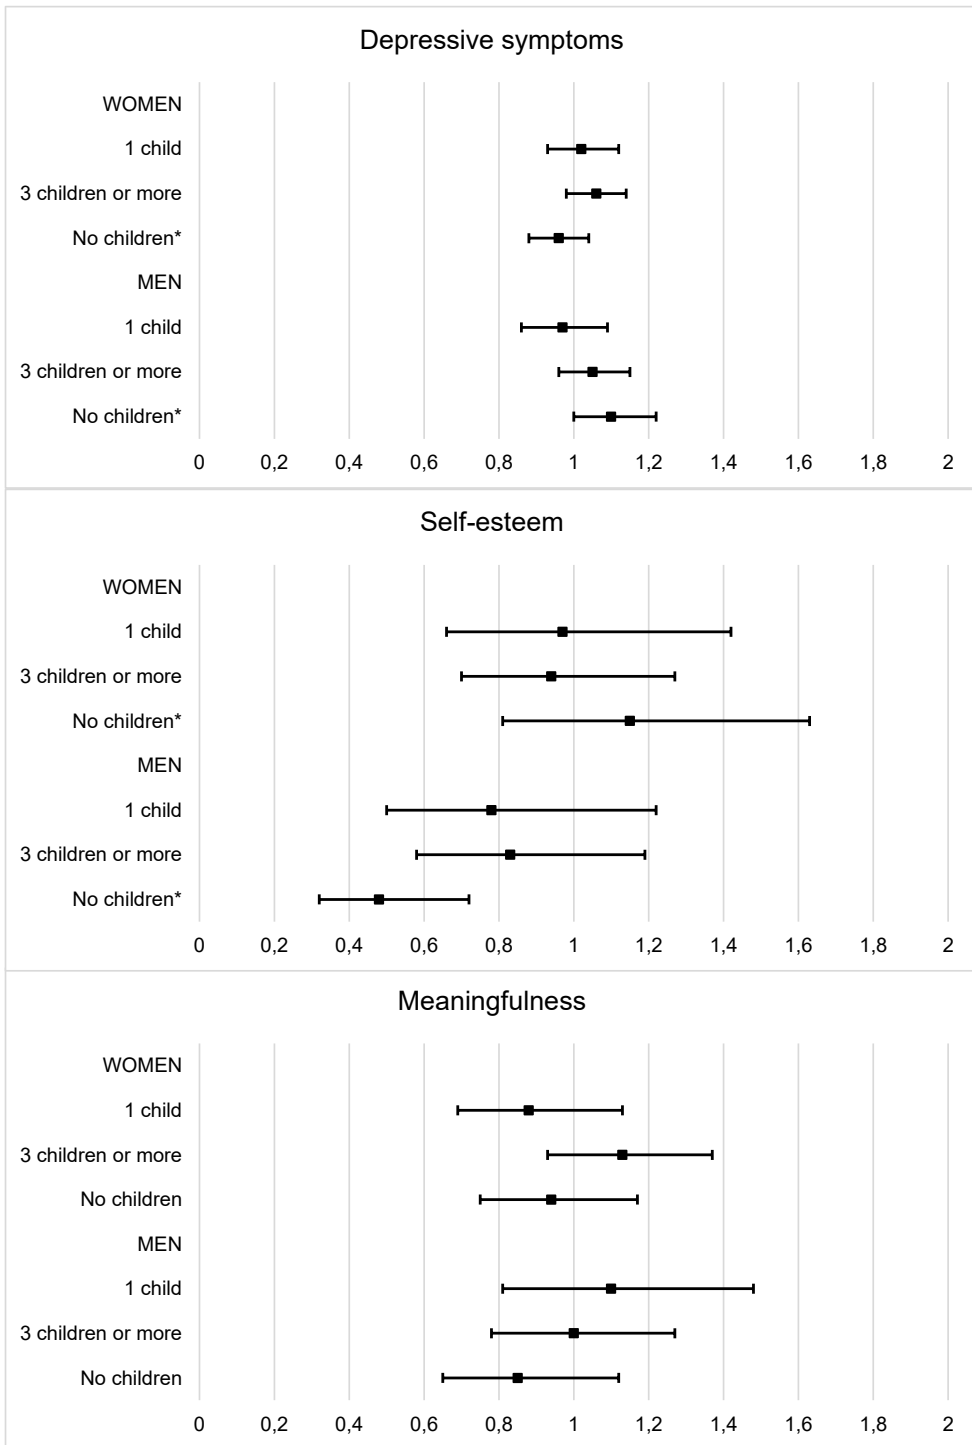 Depressive symptoms
WOMEN
1 child
3 children or more
No children*
MEN
1 child
3 children or more
No children*
0 0,2 0,4 0,6 0,8 1 1,2 1,4 1,6 1,8 2
Self-esteem
WOMEN
1 child
3 children or more
No children*
MEN
1 child
3 children or more
No children*
0 0,2 0,4 0,6 0,8 1 1,2 1,4 1,6 1,8 2
Meaningfulness
WOMEN
1 child
3 children or more
No children
MEN
1 child
3 children or more
No children
0 0,2 0,4 0,6 0,8 1 1,2 1,4 1,6 1,8 2